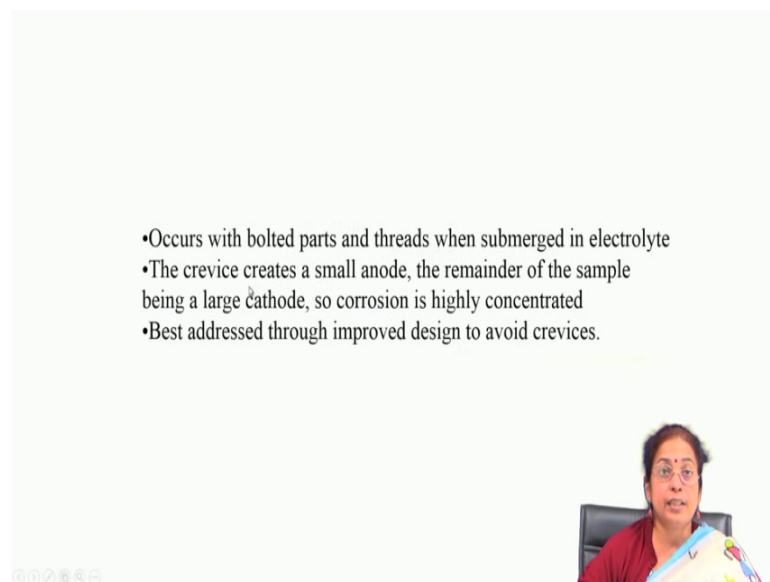 •Occurs with bolted parts and threads when submerged in electrolyte
•The crevice creates a small anode, the remainder of the sample
being a large cathode, so corrosion is highly concentrated
•Best addressed through improved design to avoid crevices.